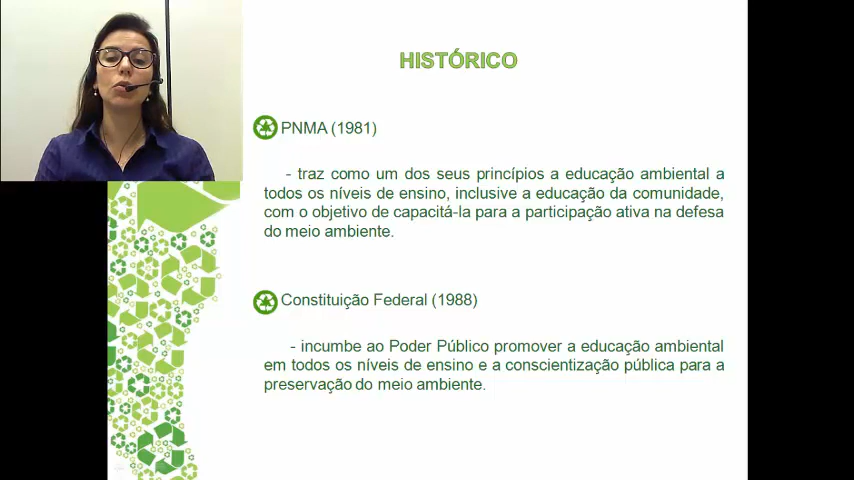 HISTÓRICO
PNMA (1981)
- traz como um dos seus princípios a educação ambiental a
todos os níveis de ensino, inclusive a educação da comunidade,
com o objetivo de capacitá-la para a participação ativa na defesa
do meio ambiente.
Constituição Federal (1988)
- incumbe ao Poder Público promover a educação ambiental
em todos os níveis de ensino e a conscientização pública para a
preservação do meio ambiente.